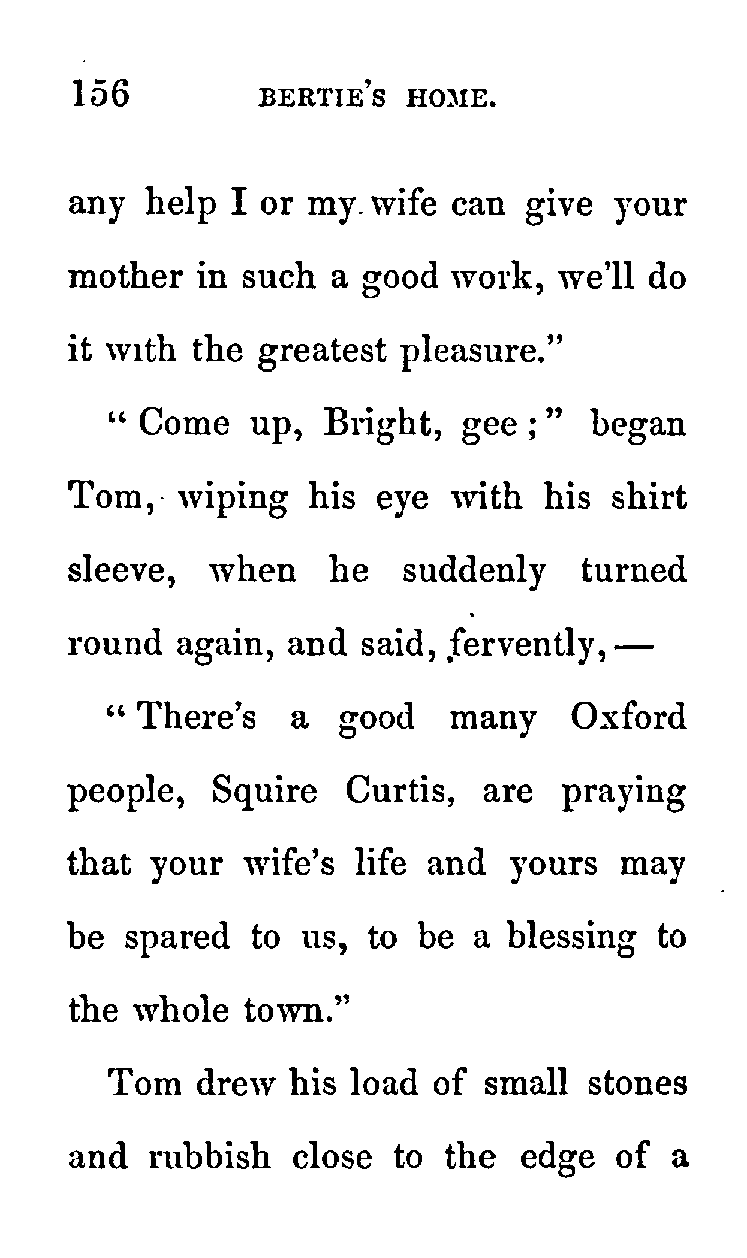 156 BERTIE'S HOME.
any help I or my wife can give your
mother in such a good work, we'll do
it with the greatest pleasure."
" Come up, Bright, gee ; " began
Tom, wiping his eye with his shirt
sleeve, when he suddenly turned
round again, and said, fervently, —
" There's a good many Oxford
people, Squire Curtis, are praying
that your wife's life and yours may
be spared to us, to be a blessing to
the whole town."
Tom drew his load of small stones
and rubbish close to the edge of a